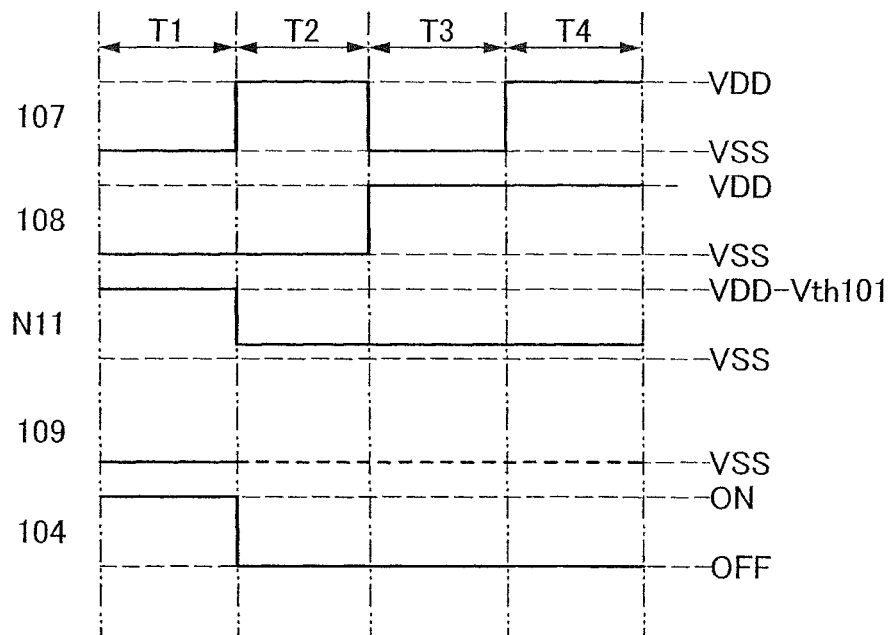 T1 T2 T3 T4
VDD
107
VSS
VDD
108
VSS
VDD-Vth101
N11
VSS
109
VSS
ON
104
OFF